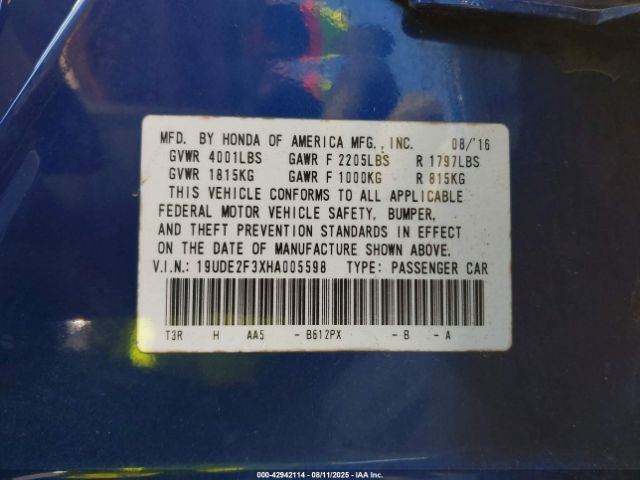 MFD. BY HONDA OF AMERICA MFG., INC. 08/'16
GVWR 4001LBS GAWR F 2205LBS R 1797LBS
GVWR 1815KG GAWR F 1000KG R 815KG
THIS VEHICLE CONFORMS TO ALL APPLICABLE
FEDERAL MOTOR VEHICLE SAFETY, BUMPER,
AND THEFT PREVENTION STANDARDS IN EFFECT
ON THE DATE OF MANUFACTURE SHOWN ABOVE.
V.I.N.: 19UDE2F3XHA005598 TYPE: PASSENGER CAR
T3R H AA5 - B612PX - B - A
000-42942114 - 08/11/2025 - IAA Inc.